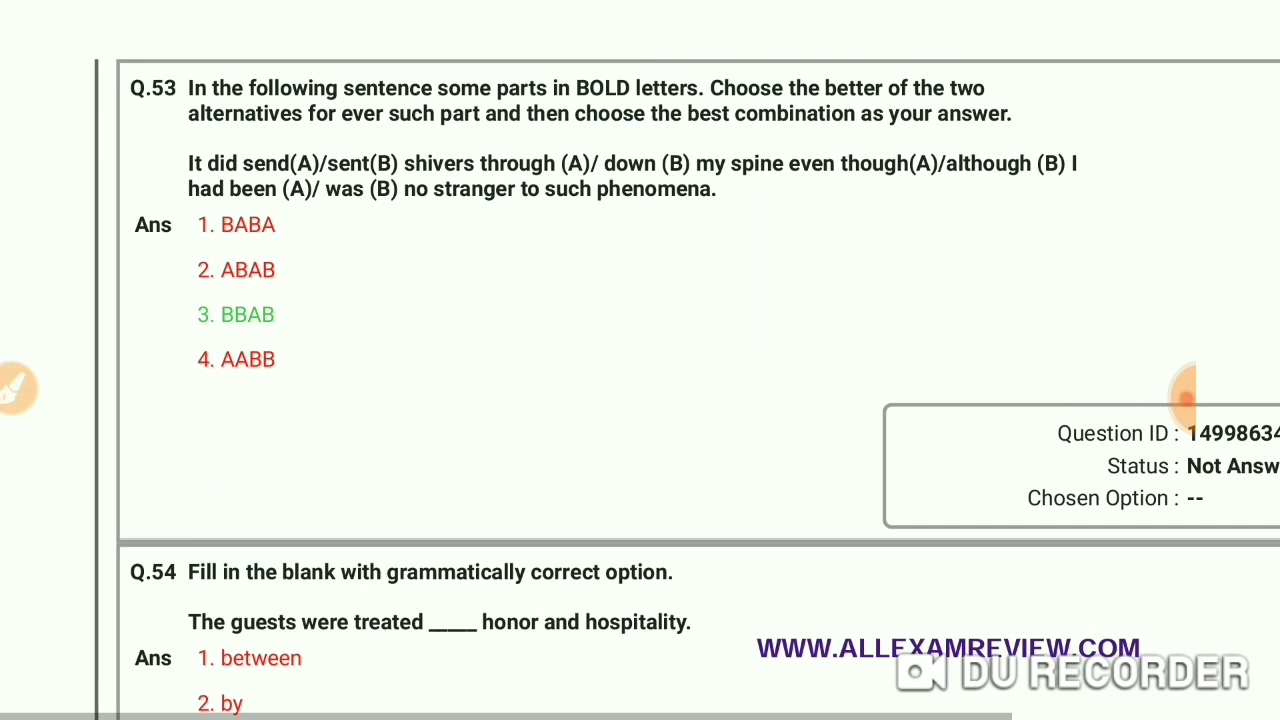 Q.53 In the following sentence some parts in BOLD letters. Choose the better of the two
alternatives for ever such part and then choose the best combination as your answer.
It did send(A)/sent(B) shivers through (A)/ down (B) my spine even though(A)/although (B) I
had been (A)/ was (B) no stranger to such phenomena.
Ans 1. BABA
2. ABAB
3. BBAB
4. AABB
Question ID : 14998634
Status : Not Answ
Chosen Option : --
Q.54 Fill in the blank with grammatically correct option.
The guests were treated _____ honor and hospitality.
WWW.ALLEXAMREVIEW.COM
Ans 1. between
DU RECORDER
2. by